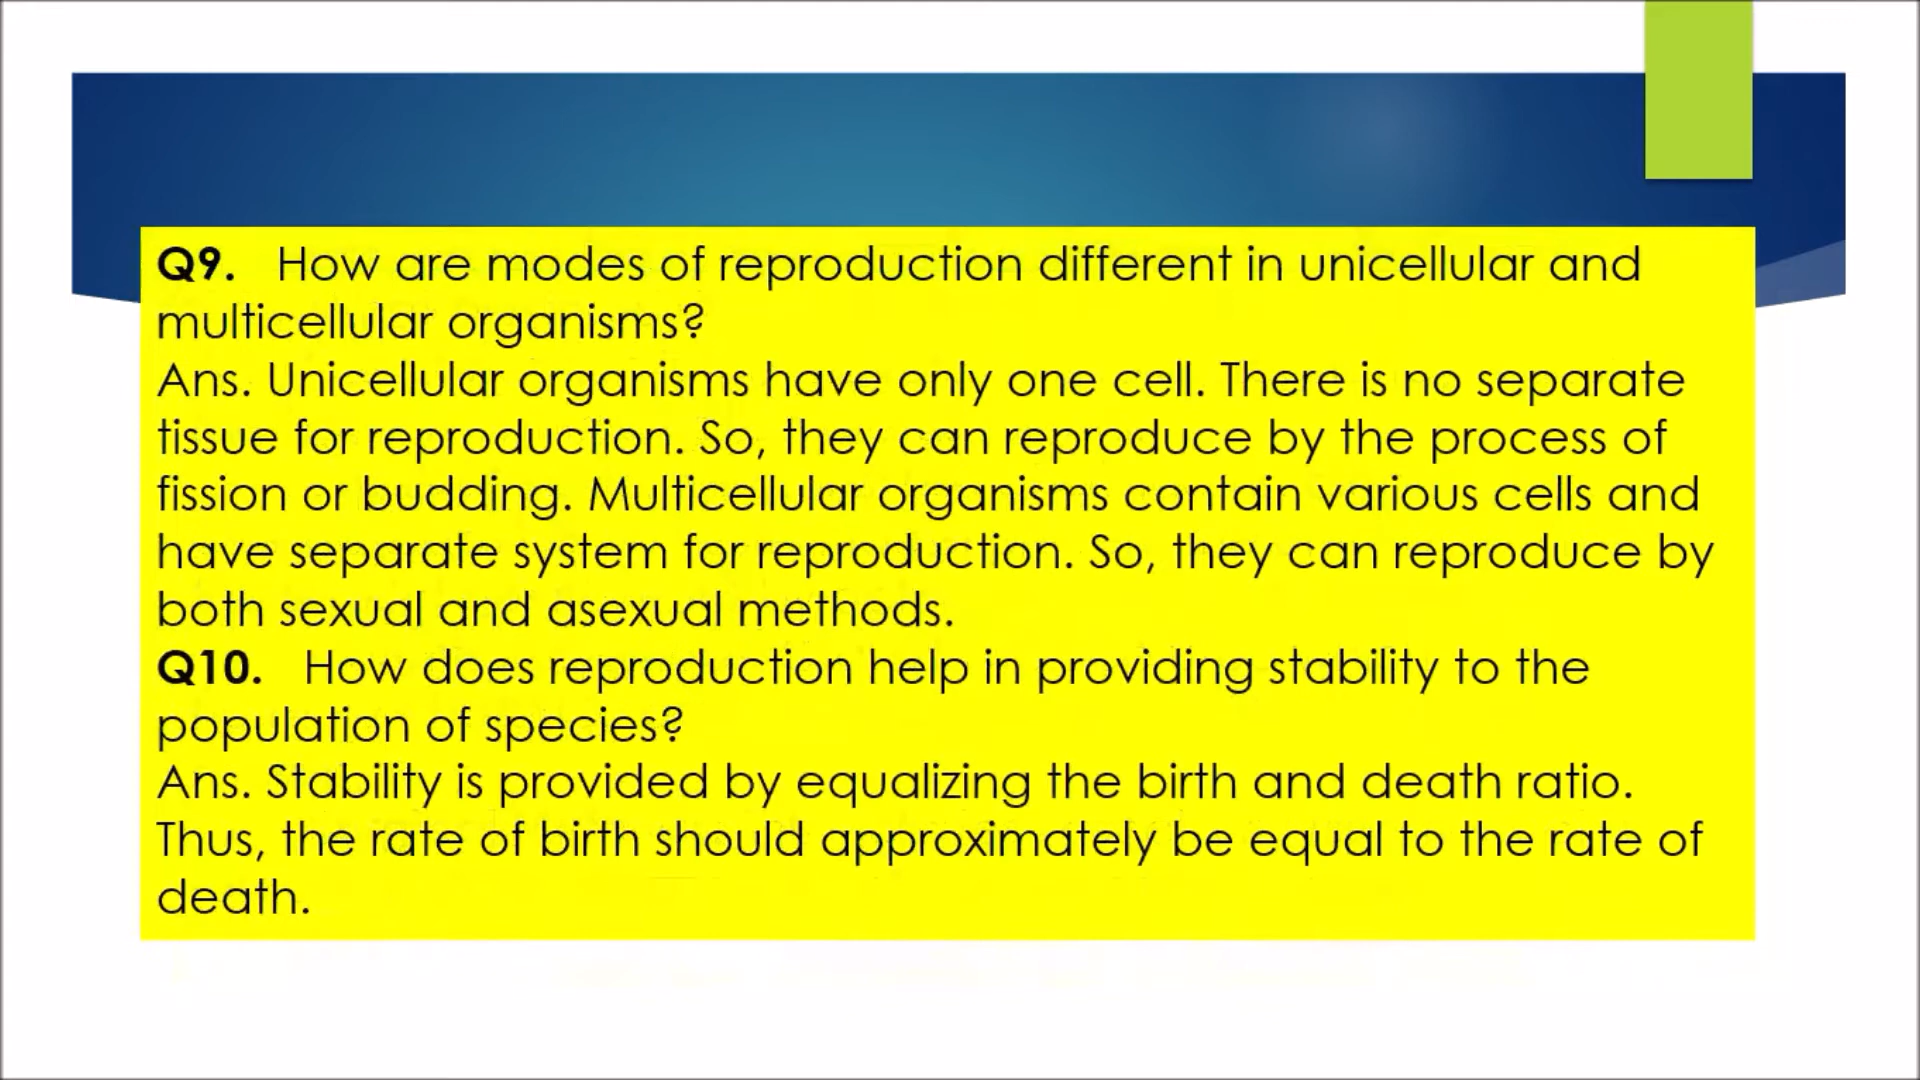 Q9. How are modes of reproduction different in unicellular and
multicellular organisms?
Ans. Unicellular organisms have only one cell. There is no separate
tissue for reproduction. So, they can reproduce by the process of
fission or budding. Multicellular organisms contain various cells and
have separate system for reproduction. So, they can reproduce by
both sexual and asexual methods.
Q10. How does reproduction help in providing stability to the
population of species?
Ans. Stability is provided by equalizing the birth and death ratio.
Thus, the rate of birth should approximately be equal to the rate of
death.